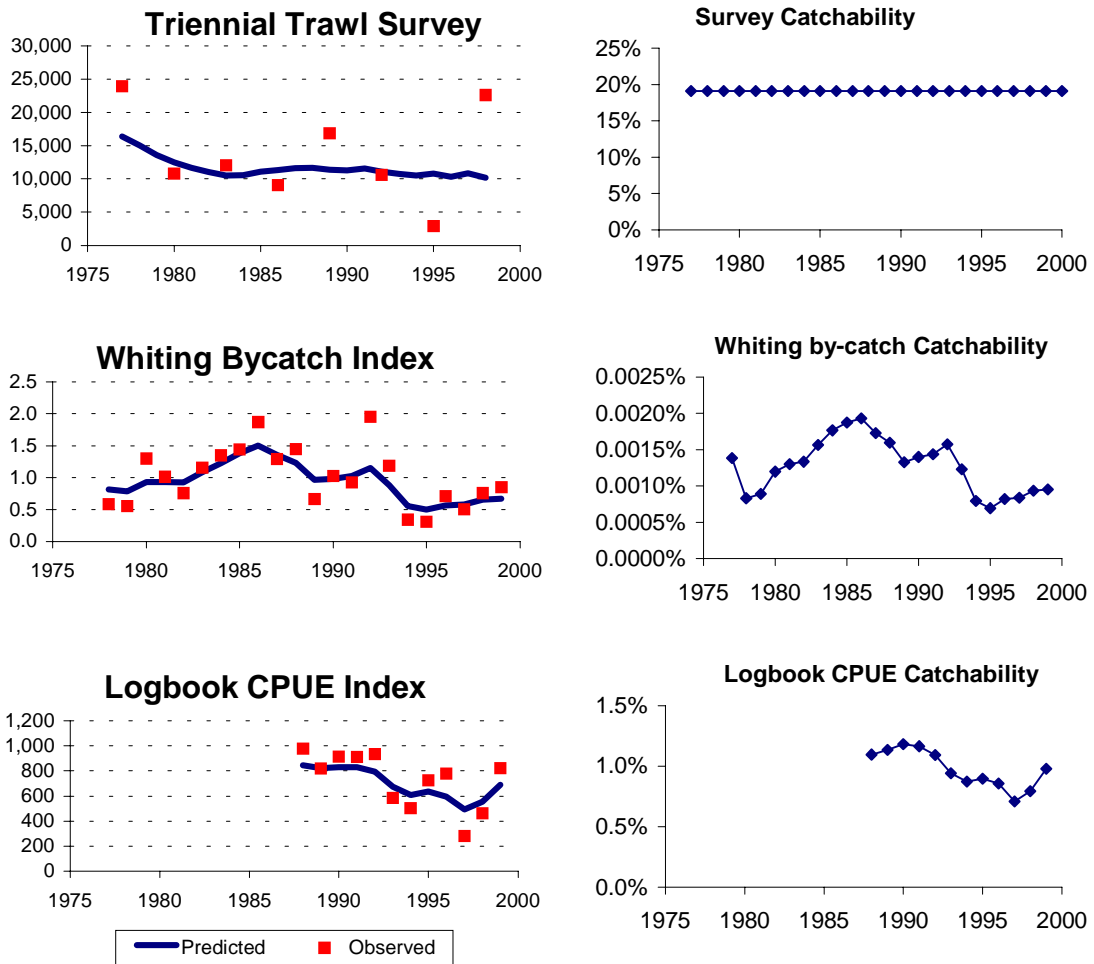 Triennial Trawl Survey
30,000
25,000
20,000
15,000
10,000
5,000
0
1975 1980 1985 1990 1995 2000
Survey Catchability
25%
20%
15%
10%
5%
0%
1975 1980 1985 1990 1995 2000
Whiting Bycatch Index
2.5
2.0
1.5
1.0
0.5
0.0
1975 1980 1985 1990 1995 2000
Whiting by-catch Catchability
0.0025%
0.0020%
0.0015%
0.0010%
0.0005%
0.0000%
1975 1980 1985 1990 1995 2000
Logbook CPUE Index
1,200
1,000
800
600
400
200
0
1975 1980 1985 1990 1995 2000
Predicted Observed
Logbook CPUE Catchability
1.5%
1.0%
0.5%
0.0%
1975 1980 1985 1990 1995 2000